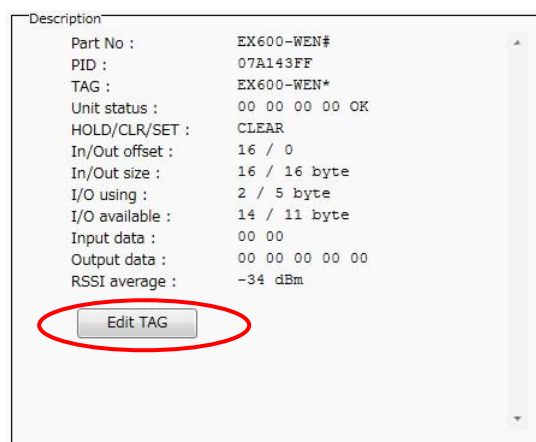 Description
Part No : EX600-WEN#
PID : 07A143FF
TAG : EX600-WEN*
Unit status : 00 00 00 00 OK
HOLD/CLR/SET : CLEAR
In/Out offset : 16 / 0
In/Out size : 16 / 16 byte
I/O using : 2 / 5 byte
I/O available : 14 / 11 byte
Input data : 00 00
Output data : 00 00 00 00 00
RSSI average : -34 dBm
Edit TAG